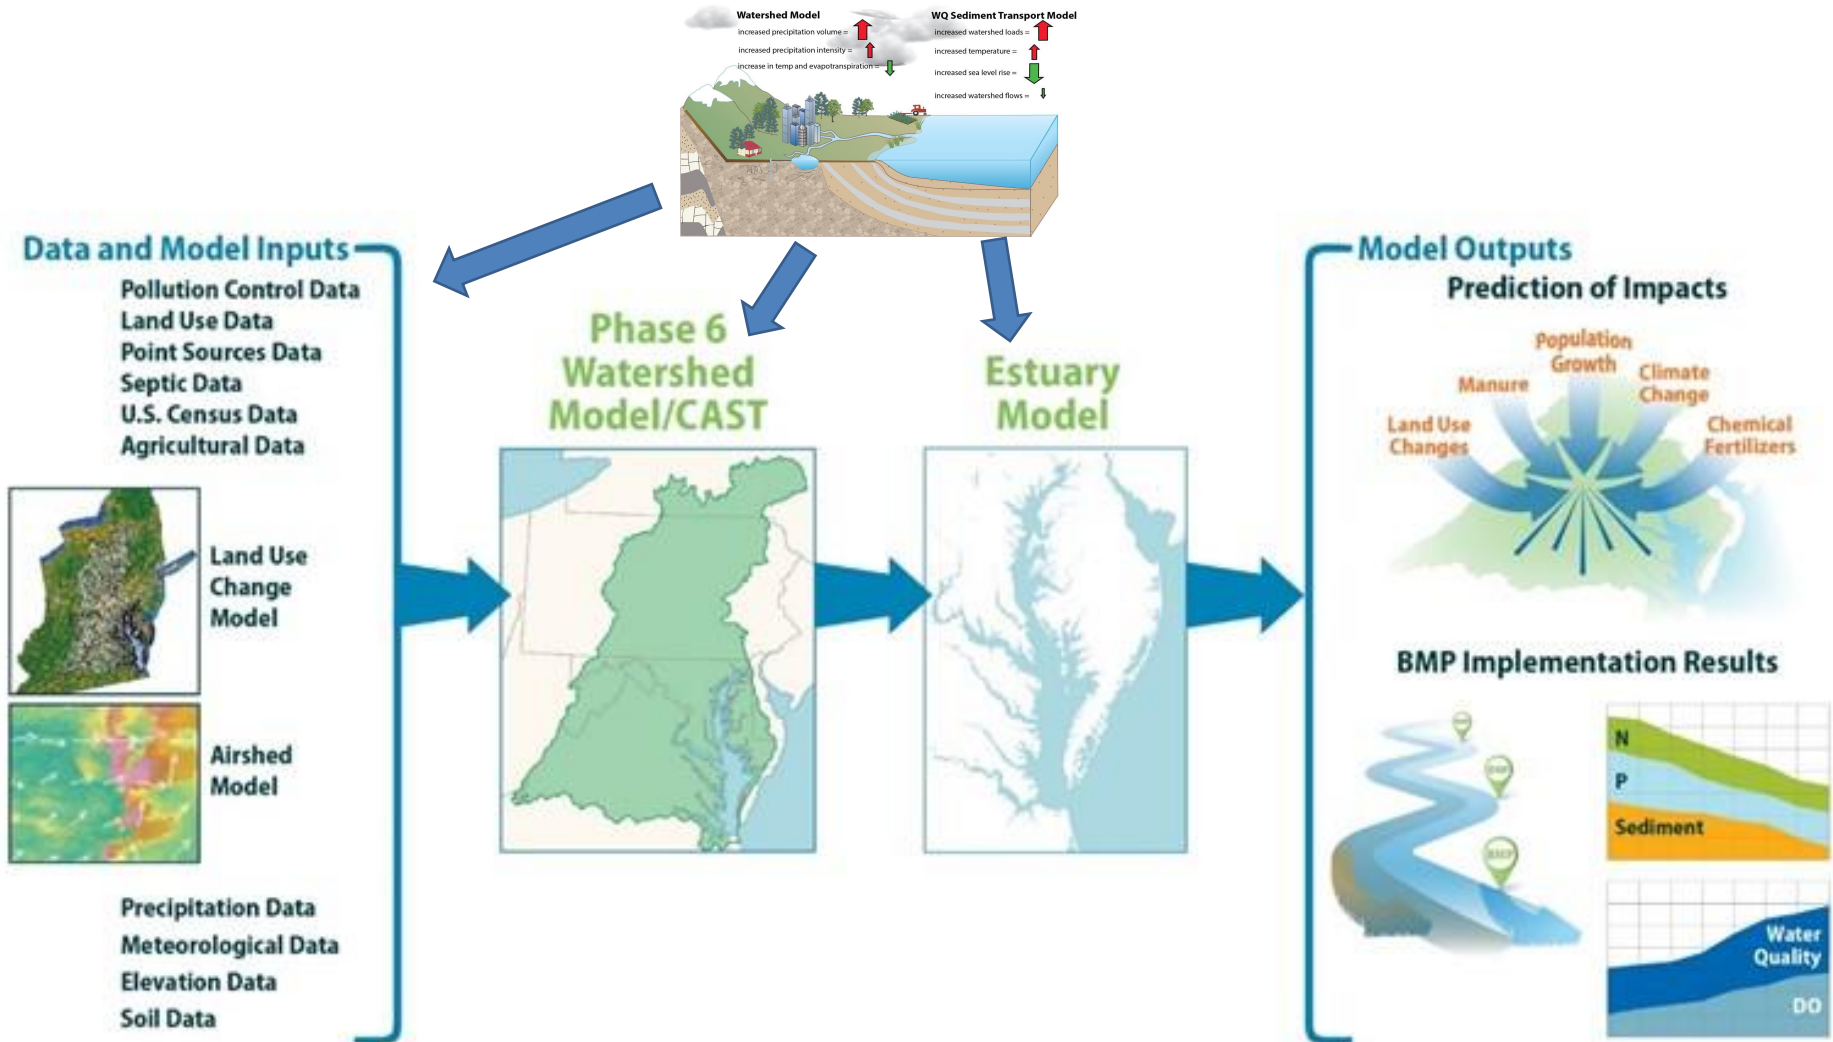 Watershed Model
increased precipitation volume =
increased precipitation intensity =
increase in temp and evapotranspiration =
WQ Sediment Transport Model
increased watershed loads =
increased temperature =
increased sea level rise =
increased watershed flows =
Data and Model Inputs
Pollution Control Data
Land Use Data
Point Sources Data
Septic Data
U.S. Census Data
Agricultural Data
Land Use
Change
Model
Airshed
Model
Precipitation Data
Meteorological Data
Elevation Data
Soil Data
Phase 6
Watershed
Model/CAST
Estuary
Model
Model Outputs
Prediction of Impacts
Population
Growth
Manure
Climate
Change
Land Use
Changes
Chemical
Fertilizers
BMP Implementation Results
BMP
BMP
N
P
Sediment
Water
Quality
DO